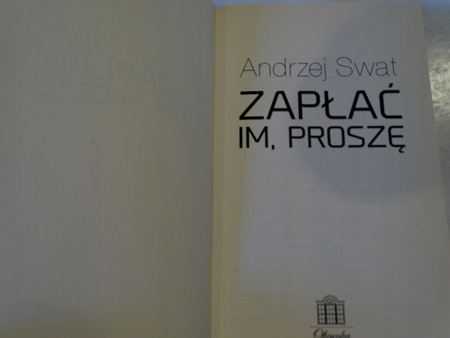 Andrzej Swat
ZAPŁAĆ
IM, PROSZĘ